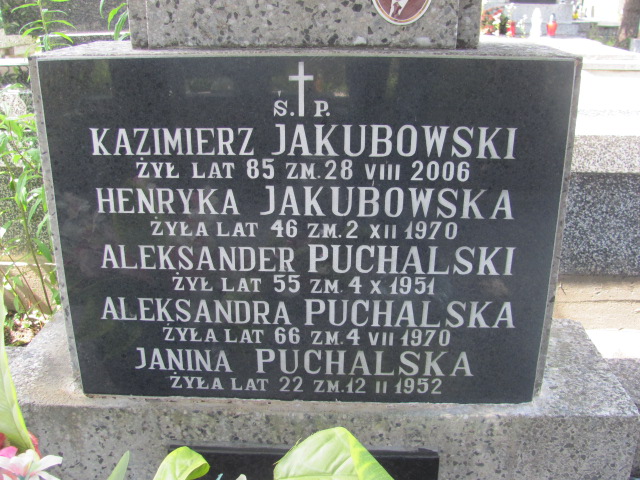 Ś. P.
KAZIMIERZ JAKUBOWSKI
ŻYŁ LAT 85 ZM. 28 VIII 2006
HENRYKA JAKUBOWSKA
ŻYŁA LAT 46 ZM. 2 XII 1970
ALEKSANDER PUCHALSKI
ŻYŁ LAT 55 ZM. 4 X 1951
ALEKSANDRA PUCHALSKA
ŻYŁA LAT 66 ZM. 4 VII 1970
JANINA PUCHALSKA
ŻYŁA LAT 22 ZM. 12 II 1952